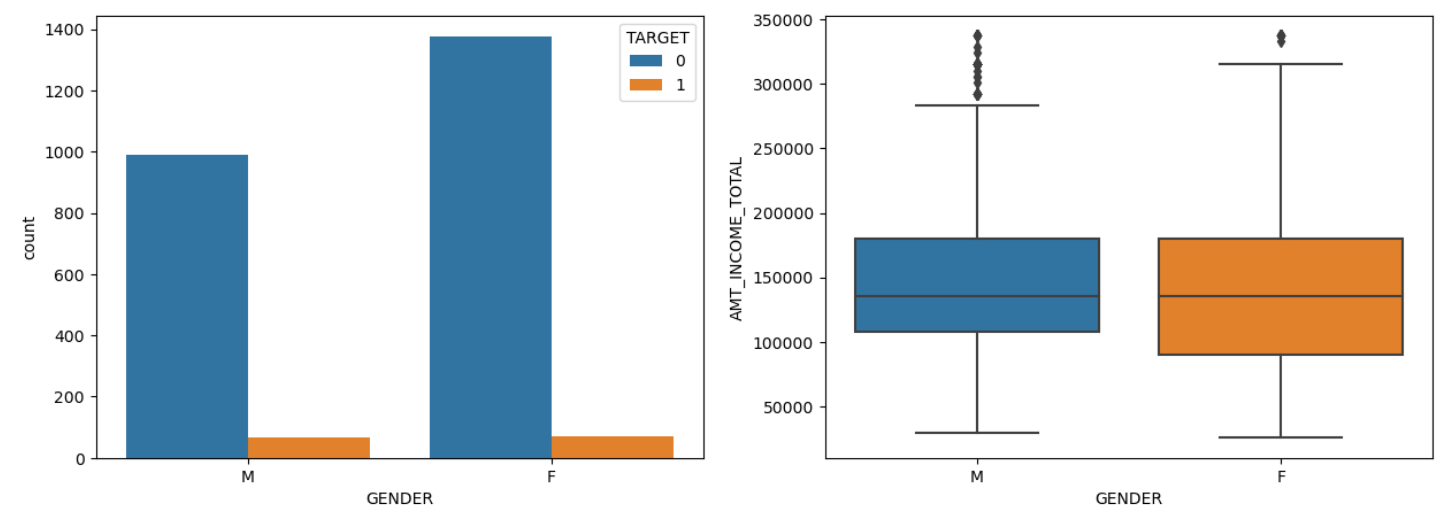 1400
1200
1000
800
600
400
200
0
count
M
F
GENDER
TARGET
0
1
350000
300000
250000
200000
150000
100000
50000
AMT_INCOME_TOTAL
M
F
GENDER